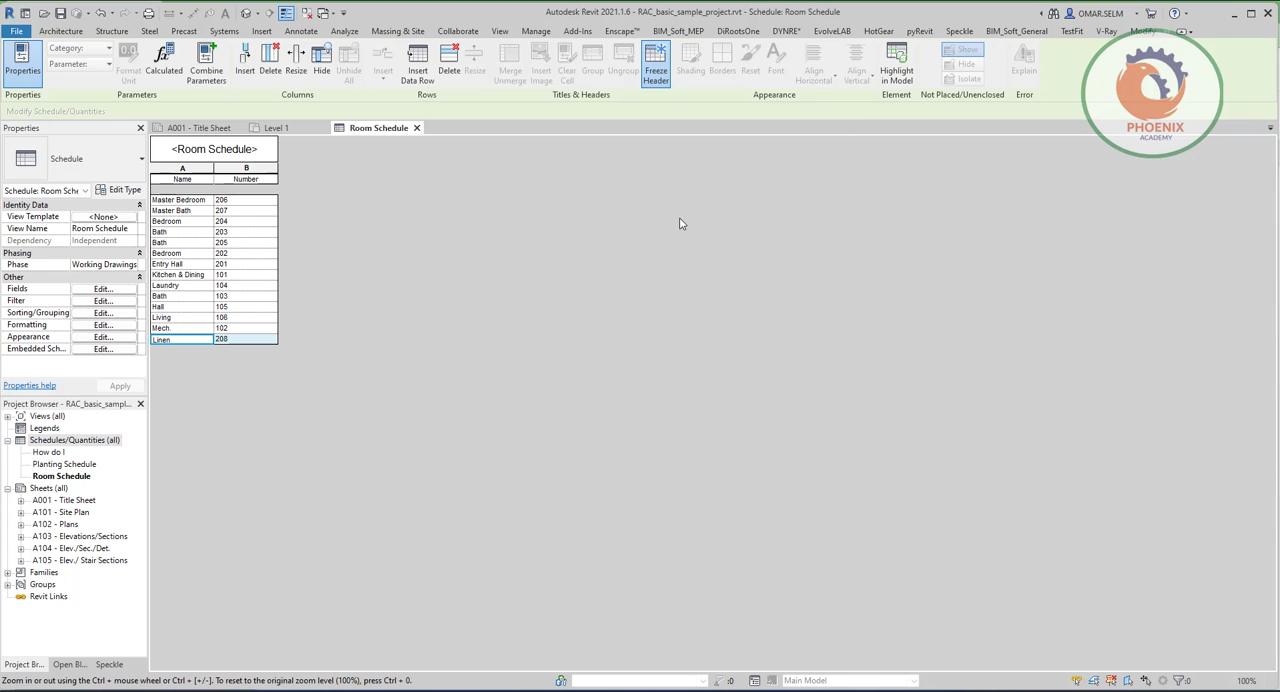 Autodesk Revit 2021.1.6 - RAC_basic_sample_project.rvt - Schedule: Room Schedule
OMAR.SELM
File Architecture Structure Steel Precast Systems Insert Annotate Analyze Massing & Site Collaborate View Manage Add-Ins Enscape™ BIM_Soft_MEP DiRootsOne DYNRE² EvolveLAB HotGear pyRevit Speckle BIM_Soft_General TestFit V-Ray Modify
Category:
Parameter:
Properties
Format Unit
Calculated
Combine Parameters
Insert
Delete
Resize
Hide
Unhide All
Insert
Insert Data Row
Delete
Resize
Merge Unmerge
Insert Image
Clear Cell
Group
Ungroup
Freeze Header
Shading
Borders
Reset
Font
Align Horizontal
Align Vertical
Highlight in Model
Show
Hide
Isolate
Explain
Properties Parameters Columns Rows Titles & Headers Appearance Element Not Placed/Unenclosed Error
PHOENIX
ACADEMY
Modify Schedule/Quantities
Properties
A001 - Title Sheet
Level 1
Room Schedule
Schedule
Schedule: Room Sche
Edit Type
Identity Data
View Template <None>
View Name Room Schedule
Dependency Independent
Phasing
Phase Working Drawings
Other
Fields Edit...
Filter Edit...
Sorting/Grouping Edit...
Formatting Edit...
Appearance Edit...
Embedded Sch... Edit...
Properties help
Apply
<Room Schedule>
A B
Name Number
Master Bedroom 206
Master Bath 207
Bedroom 204
Bath 203
Bath 205
Bedroom 202
Entry Hall 201
Kitchen & Dining 101
Laundry 104
Bath 103
Hall 105
Living 106
Mech. 102
Linen 208
Project Browser - RAC_basic_sampl...
Views (all)
Legends
Schedules/Quantities (all)
How do I
Planting Schedule
Room Schedule
Sheets (all)
A001 - Title Sheet
A101 - Site Plan
A102 - Plans
A103 - Elevations/Sections
A104 - Elev./Sec./Det.
A105 - Elev./ Stair Sections
Families
Groups
Revit Links
Project Br... Open Bl... Speckle
Zoom in or out using the Ctrl + mouse wheel or Ctrl + [+/-]. To reset to the original zoom level (100%), press Ctrl + 0.
:0
Main Model
:0
100%